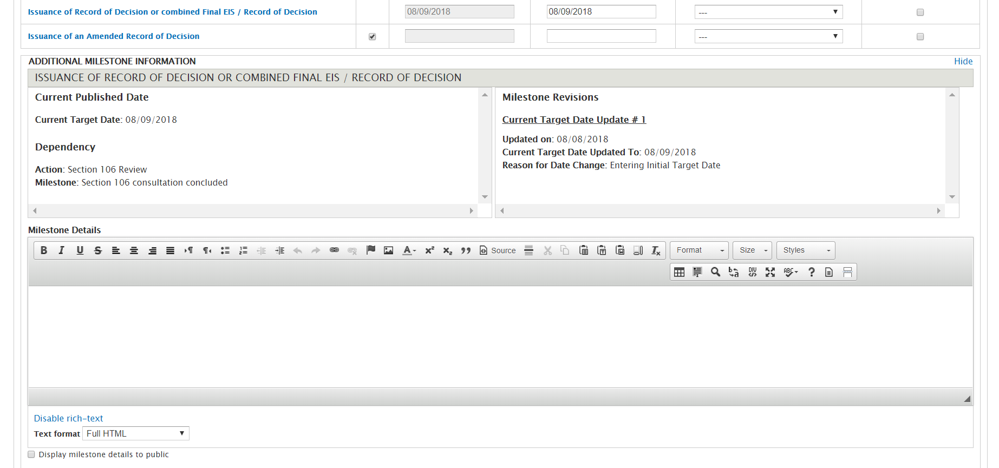 Issuance of Record of Decision or combined Final EIS / Record of Decision 08/09/2018 08/09/2018 ---
Issuance of an Amended Record of Decision ---
ADDITIONAL MILESTONE INFORMATION Hide
ISSUANCE OF RECORD OF DECISION OR COMBINED FINAL EIS / RECORD OF DECISION
Current Published Date
Current Target Date: 08/09/2018
Dependency
Action: Section 106 Review
Milestone: Section 106 consultation concluded
Milestone Revisions
Current Target Date Update # 1
Updated on: 08/08/2018
Current Target Date Updated To: 08/09/2018
Reason for Date Change: Entering Initial Target Date
Milestone Details
Source Format Size Styles
Disable rich-text
Text format Full HTML
Display milestone details to public